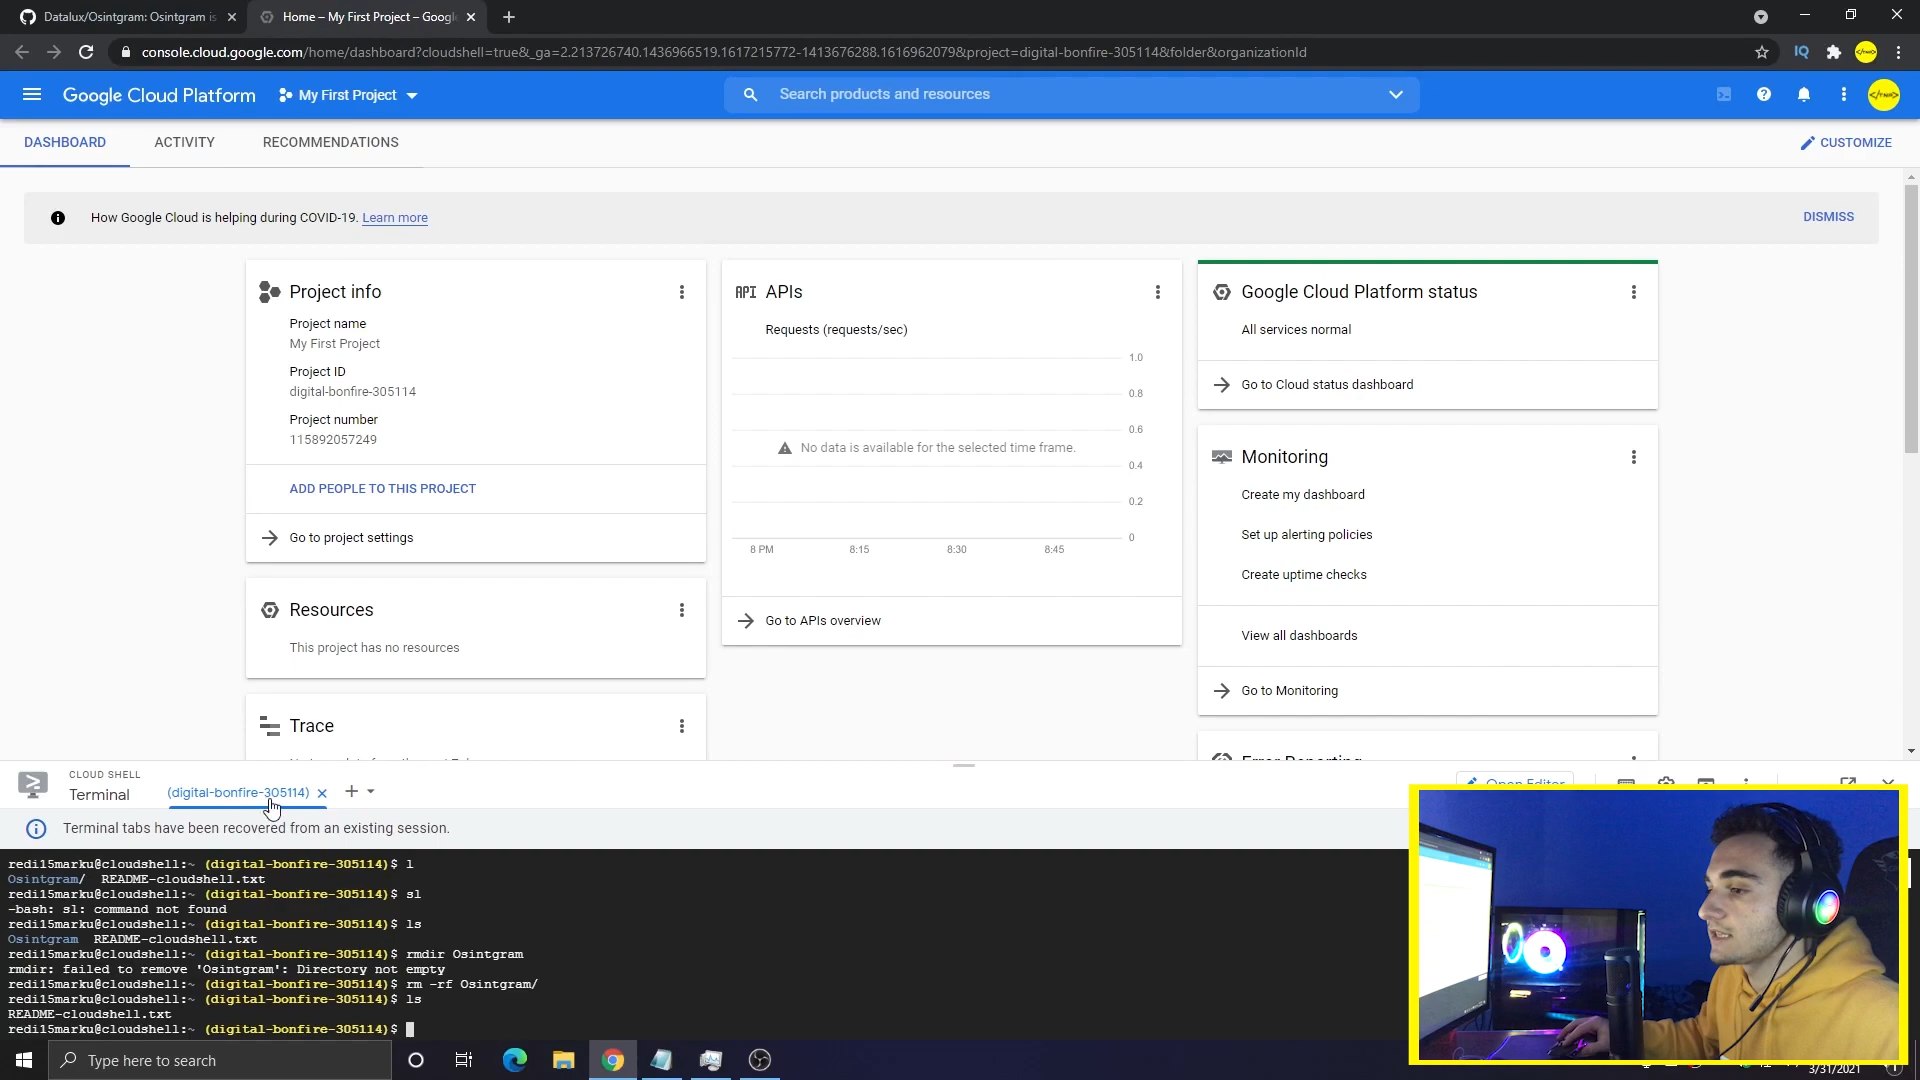 Datalux/Osintgram: Osintgram is
Home – My First Project – Google
console.cloud.google.com/home/dashboard?cloudshell=true&_ga=2.213726740.1436966519.1617215772-1413676288.1616962079&project=digital-bonfire-305114&folder&organizationId
IQ
Google Cloud Platform
My First Project
Search products and resources
DASHBOARD
ACTIVITY
RECOMMENDATIONS
CUSTOMIZE
How Google Cloud is helping during COVID-19. Learn more
DISMISS
Project info
Project name
My First Project
Project ID
digital-bonfire-305114
Project number
115892057249
ADD PEOPLE TO THIS PROJECT
Go to project settings
Resources
This project has no resources
Trace
API APIs
Requests (requests/sec)
1.0
0.8
0.6
No data is available for the selected time frame.
0.4
0.2
0
8 PM 8:15 8:30 8:45
Go to APIs overview
Google Cloud Platform status
All services normal
Go to Cloud status dashboard
Monitoring
Create my dashboard
Set up alerting policies
Create uptime checks
View all dashboards
Go to Monitoring
Error Reporting
CLOUD SHELL
Terminal
(digital-bonfire-305114)
Open Editor
Terminal tabs have been recovered from an existing session.
redi15marku@cloudshell:~ (digital-bonfire-305114)$ l
Osintgram/  README-cloudshell.txt
redi15marku@cloudshell:~ (digital-bonfire-305114)$ sl
-bash: sl: command not found
redi15marku@cloudshell:~ (digital-bonfire-305114)$ ls
Osintgram  README-cloudshell.txt
redi15marku@cloudshell:~ (digital-bonfire-305114)$ rmdir Osintgram
rmdir: failed to remove 'Osintgram': Directory not empty
redi15marku@cloudshell:~ (digital-bonfire-305114)$ rm -rf Osintgram/
redi15marku@cloudshell:~ (digital-bonfire-305114)$ ls
README-cloudshell.txt
redi15marku@cloudshell:~ (digital-bonfire-305114)$
Type here to search
3/31/2021